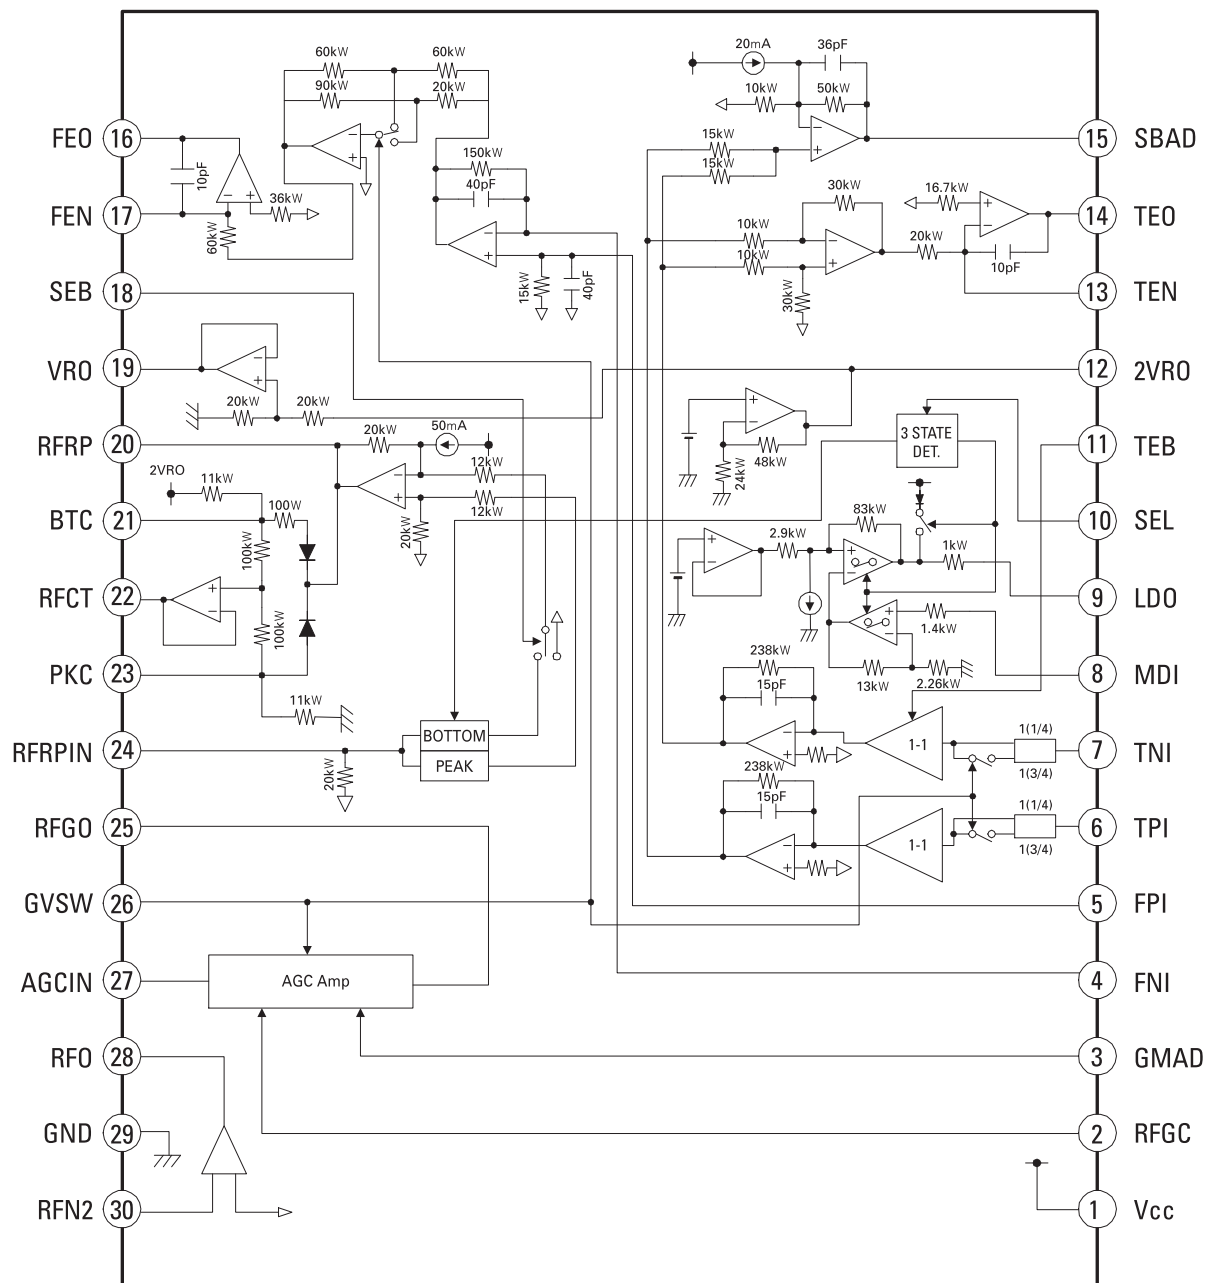 60kW 60kW
90kW 20kW
20mA 36pF
10kW 50kW
FEO 16
10pF
− +
36kW
− +
150kW
40pF
15kW
15kW
− +
15 SBAD
FEN 17
60kW
− +
15kW
40pF
30kW
10kW
10kW
− +
30kW
20kW
16.7kW
+ −
10pF
14 TEO
SEB 18
13 TEN
VRO 19
− +
20kW 20kW
12 2VRO
+ −
48kW
24kW
3 STATE
DET.
RFRP 20
20kW
50mA
12kW
12kW
− +
20kW
11 TEB
2VRO
11kW
BTC 21
100W
100kW
83kW
2.9kW
+ −
1kW
10 SEL
RFCT 22
+ −
100kW
9 LDO
+ −
1.4kW
13kW
2.26kW
PKC 23
11kW
8 MDI
RFRPIN 24
20kW
BOTTOM
PEAK
238kW
15pF
− +
1-1
1(1/4)
1(3/4)
7 TNI
RFGO 25
238kW
15pF
− +
1-1
1(1/4)
1(3/4)
6 TPI
GVSW 26
5 FPI
AGCIN 27
AGC Amp
4 FNI
RFO 28
3 GMAD
GND 29
2 RFGC
RFN2 30
1 Vcc